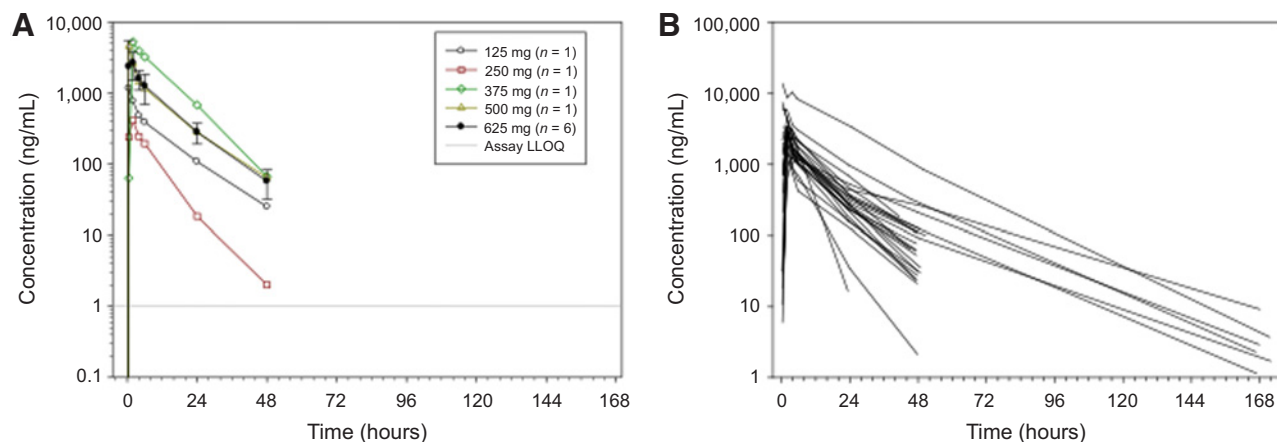 A
Concentration (ng/mL)
10,000
1,000
100
10
1
0.1
0 24 48 72 96 120 144 168
Time (hours)
125 mg (n = 1)
250 mg (n = 1)
375 mg (n = 1)
500 mg (n = 1)
625 mg (n = 6)
Assay LLOQ
B
Concentration (ng/mL)
100,000
10,000
1,000
100
10
1
0 24 48 72 96 120 144 168
Time (hours)